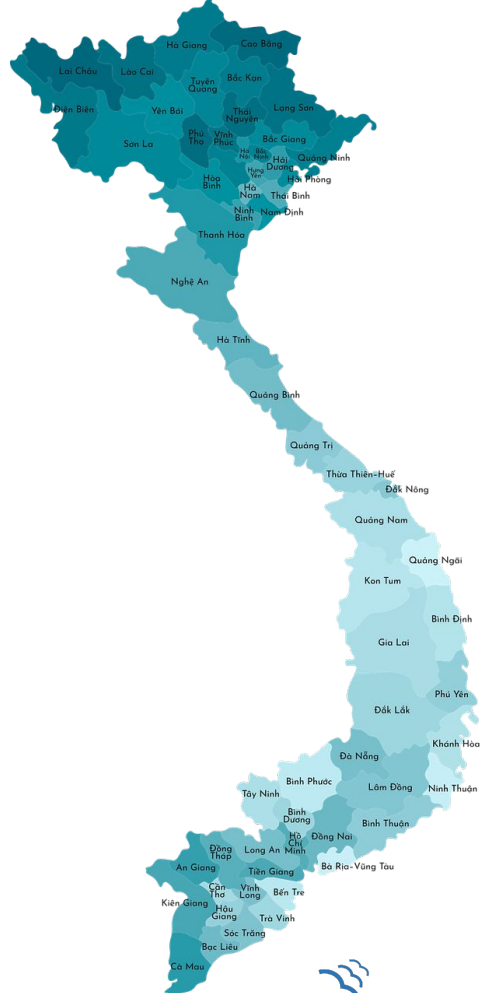 Hà Giang
Cao Bằng
Lai Châu
Lào Cai
Tuyên
Quang
Bắc Kạn
Điện Biên
Yên Bái
Thái
Nguyên
Lạng Sơn
Phú
Thọ
Vĩnh
Phúc
Sơn La
Bắc Giang
Hà
Nội
Bắc
Ninh
Hải
Dương
Quảng Ninh
Hòa
Bình
Hưng
Yên
Hải Phòng
Hà
Nam
Thái Bình
Ninh
Bình
Nam Định
Thanh Hóa
Nghệ An
Hà Tĩnh
Quảng Bình
Quảng Trị
Thừa Thiên-Huế
Đắk Nông
Quảng Nam
Quảng Ngãi
Kon Tum
Bình Định
Gia Lai
Phú Yên
Đắk Lắk
Khánh Hòa
Đà Nẵng
Bình Phước
Lâm Đồng
Ninh Thuận
Tây Ninh
Bình
Dương
Bình Thuận
Hồ
Chí
Minh
Đồng Nai
Đồng
Tháp
Long An
Bà Rịa-Vũng Tàu
An Giang
Tiền Giang
Cần
Thơ
Vĩnh
Long
Bến Tre
Kiên Giang
Hậu
Giang
Trà Vinh
Sóc Trăng
Bạc Liêu
Cà Mau